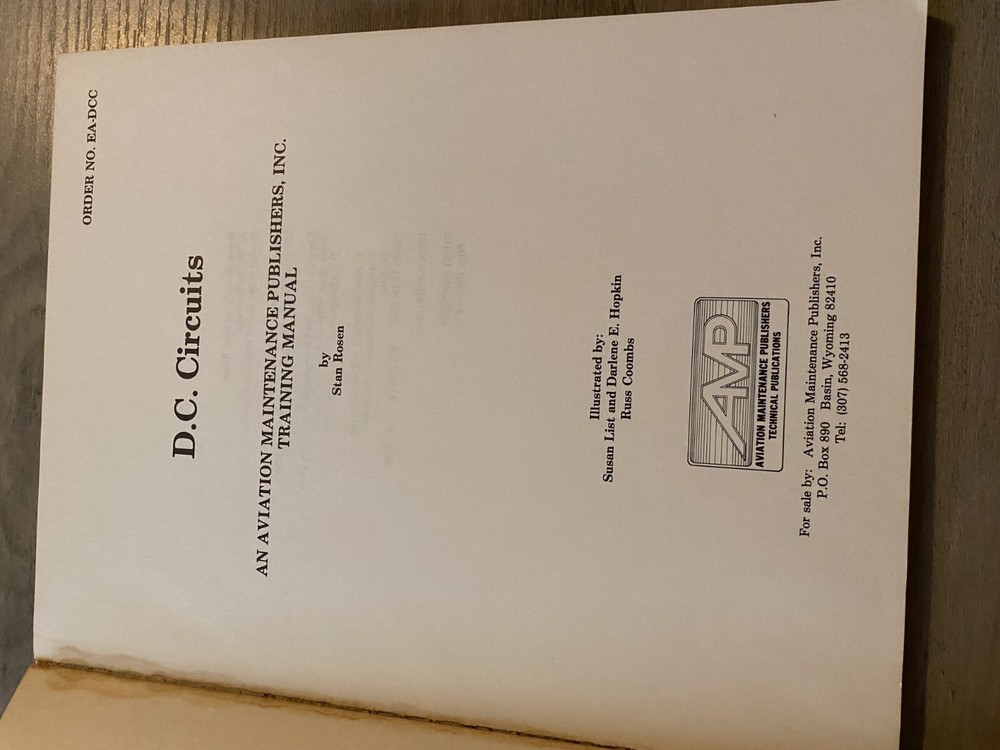 ORDER NO. EA-DCC
D.C. Circuits
AN AVIATION MAINTENANCE PUBLISHERS, INC.
TRAINING MANUAL
by
Stan Rosen
Illustrated by:
Susan List and Darlene E. Hopkin
Russ Coombs
AMP
AVIATION MAINTENANCE PUBLISHERS
TECHNICAL PUBLICATIONS
For sale by: Aviation Maintenance Publishers, Inc.
P.O. Box 890 Basin, Wyoming 82410
Tel: (307) 568-2413